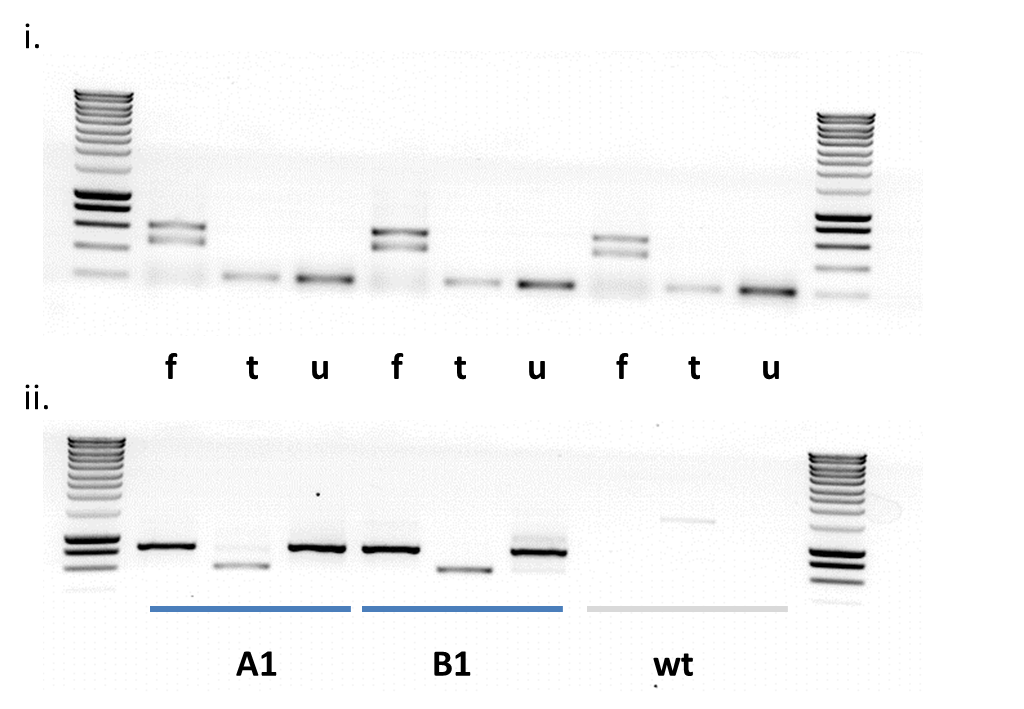 i.
f t u f t u f t u
ii.
A1 B1 wt